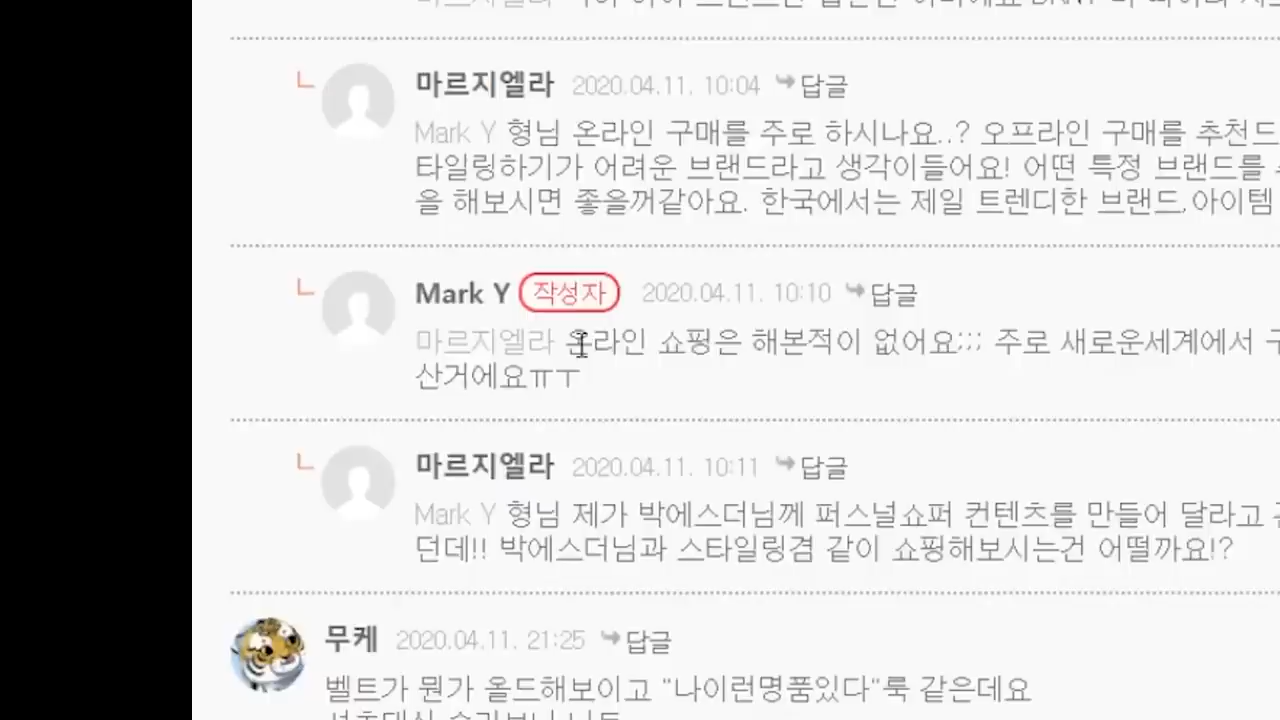 마르지엘라 2020.04.11. 10:04 답글
Mark Y 형님 온라인 구매를 주로 하시나요..? 오프라인 구매를 추천드
타일링하기가 어려운 브랜드라고 생각이들어요! 어떤 특정 브랜드를
을 해보시면 좋을꺼같아요. 한국에서는 제일 트렌디한 브랜드,아이템
Mark Y 작성자 2020.04.11. 10:10 답글
마르지엘라 온라인 쇼핑은 해본적이 없어요;;; 주로 새로운세계에서 구
산거에요ㅠㅜ
마르지엘라 2020.04.11. 10:11 답글
Mark Y 형님 제가 박에스더님께 퍼스널쇼퍼 컨텐츠를 만들어 달라고
던데!! 박에스더님과 스타일링겸 같이 쇼핑해보시는건 어떨까요!?
무케 2020.04.11. 21:25 답글
벨트가 뭔가 올드해보이고 "나이런명품있다"룩 같은데요